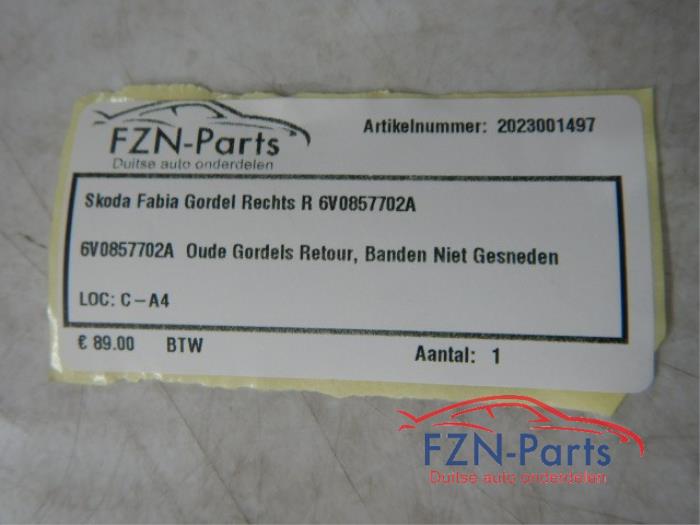 FZN-Parts
Duitse auto onderdelen
Artikelnummer: 2023001497
Skoda Fabia Gordel Rechts R 6V0857702A
6V0857702A Oude Gordels Retour, Banden Niet Gesneden
LOC: C-A4
€ 89.00 BTW
Aantal: 1
FZN-Parts
Duitse auto onderdelen